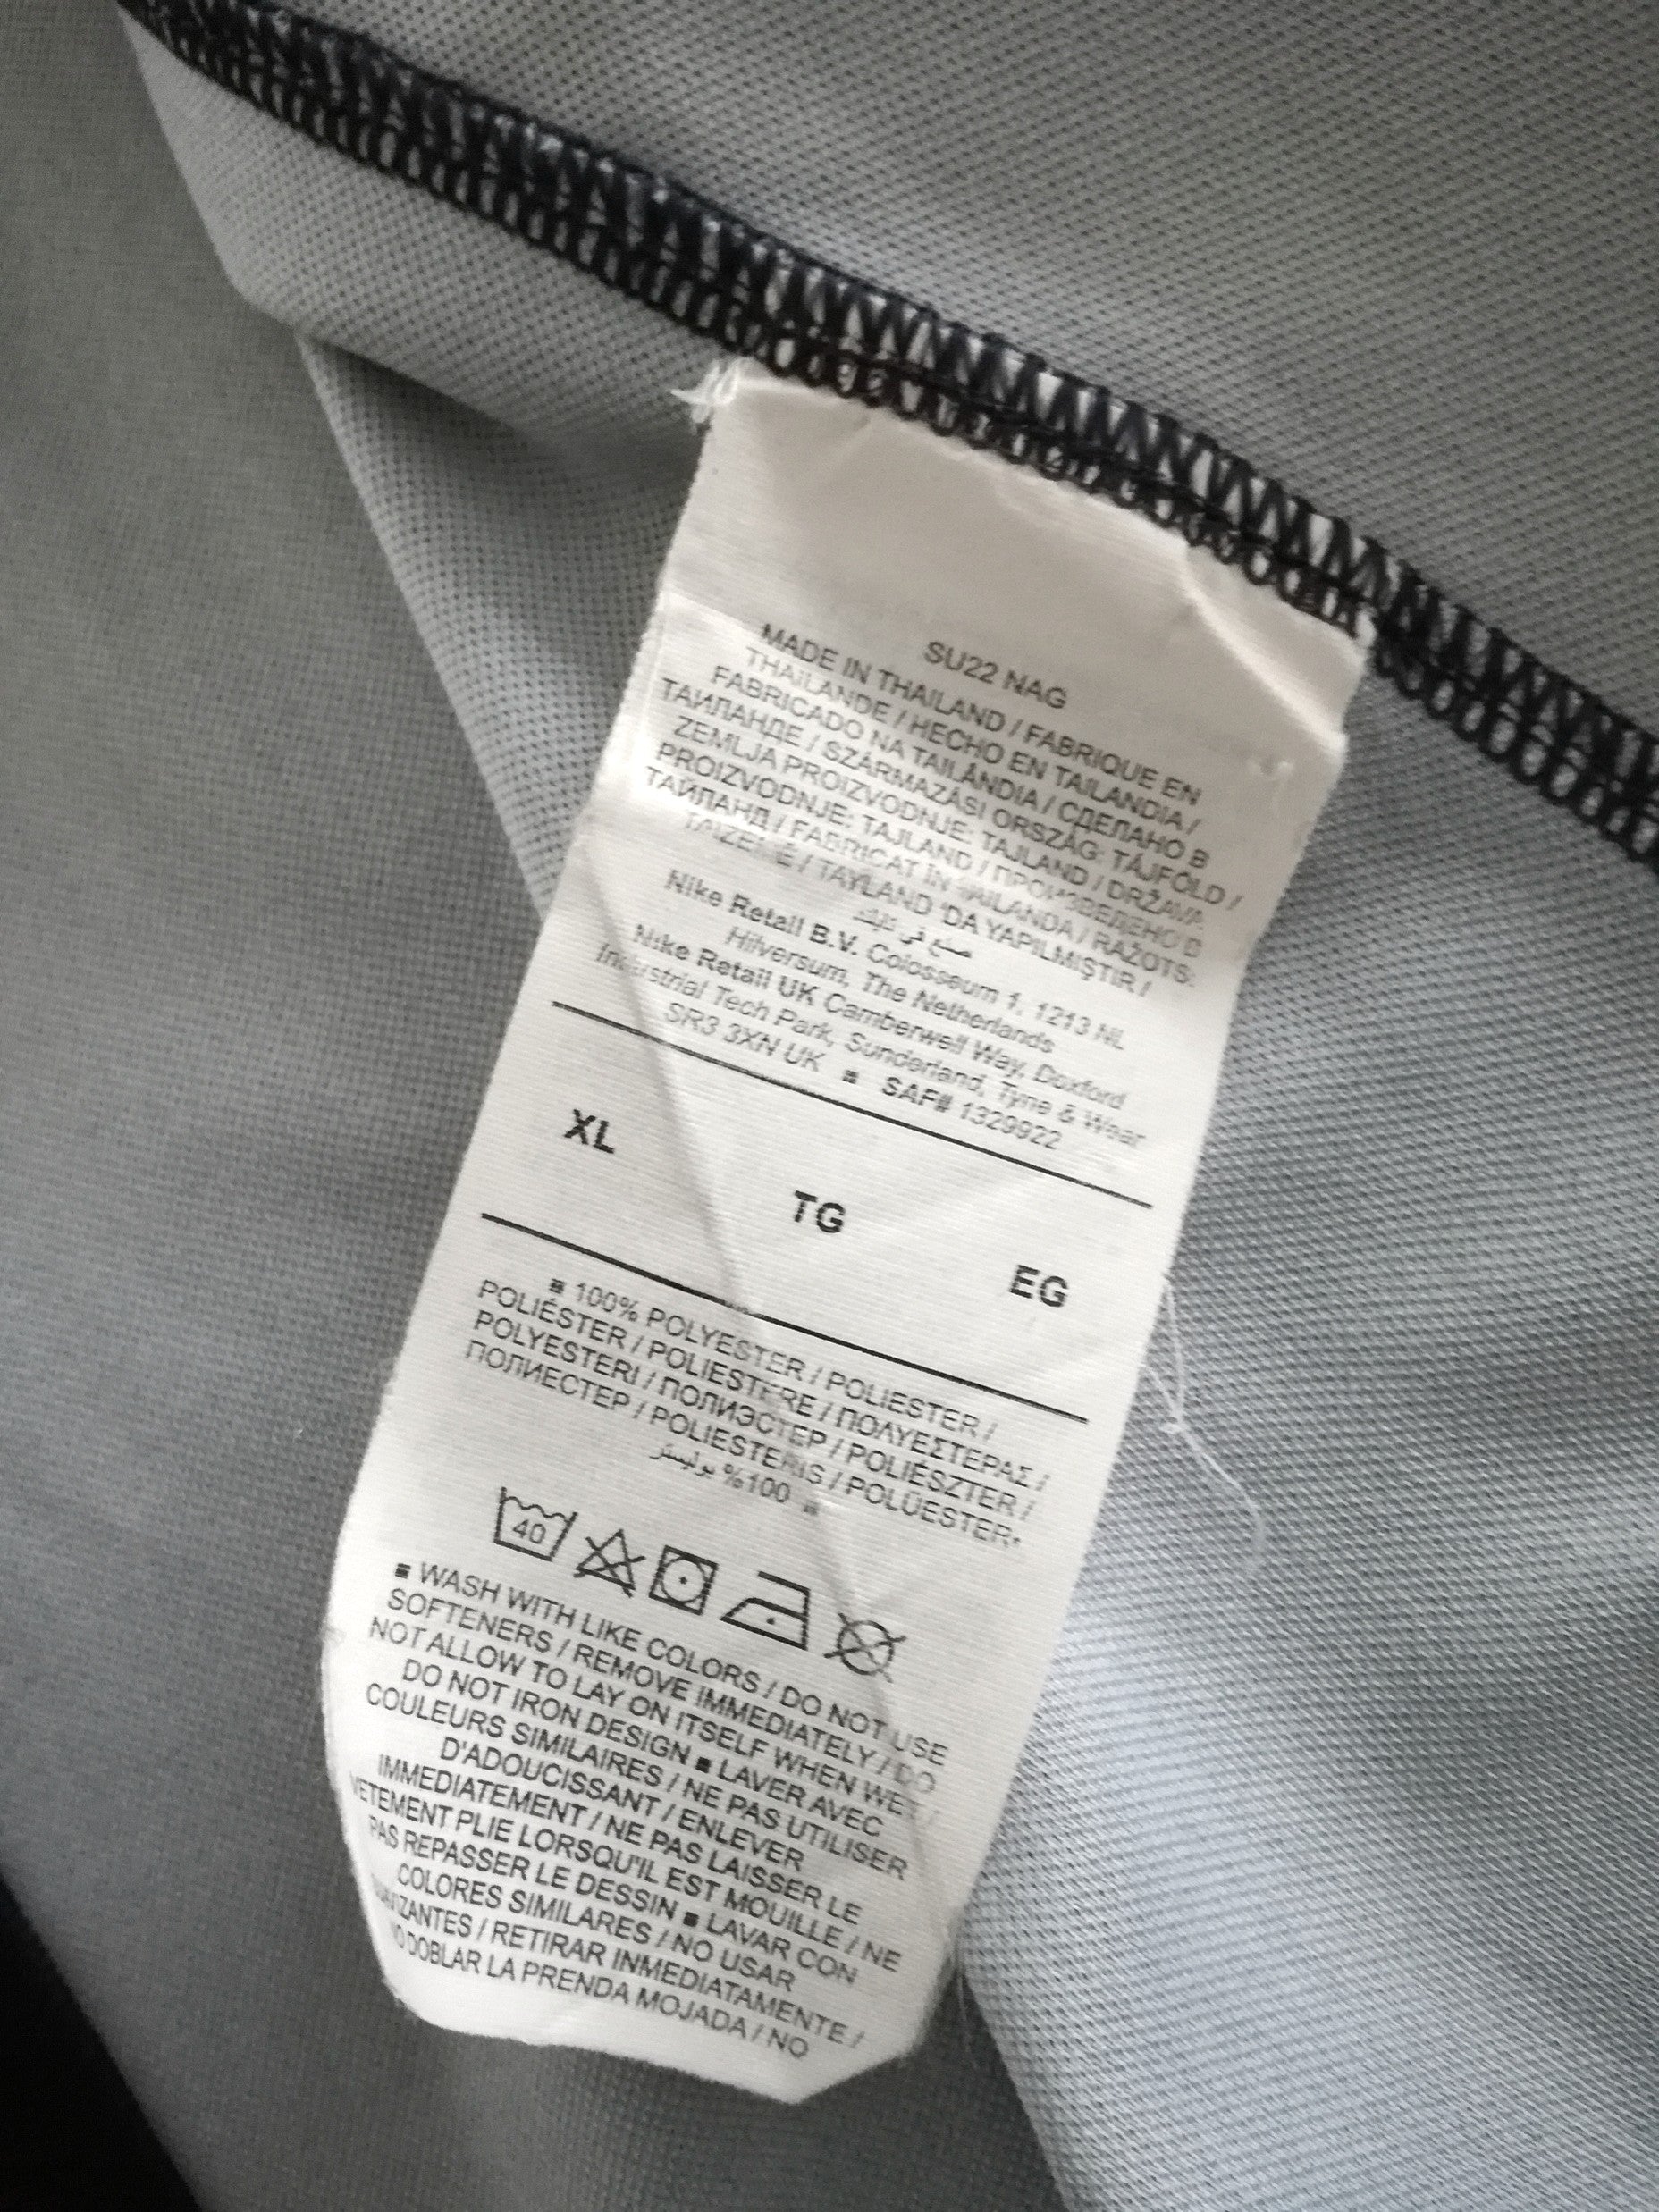 SU22 NAG
MADE IN THAILAND / FABRIQUE EN
THAILANDE / HECHO EN TAILANDIA /
FABRICADO NA TAILÂNDIA / СДЕЛАНО В
ТАИЛАНДЕ / SZÁRMAZÁSI ORSZÁG: TÁJFÖLD /
ZEMLJA PROIZVODNJE: TAJLAND / DRŽAVA
PROIZVODNJE: TAJLAND / ПРОИЗВЕДЕНО В
ТАЙЛАНД / FABRICAT IN THAILANDA / RAŽOTS:
/ TAYLAND 'DA YAPILMIŞTIR /
صنع في تايلاند
Nike Retail B.V. Colosseum 1, 1213 NL
Hilversum, The Netherlands
Nike Retail UK Camberwell Way, Doxford
Industrial Tech Park, Sunderland, Tyne & Wear
SR3 3XN UK ■ SAF# 1329922
XL TG EG
■ 100% POLYESTER / POLIESTER /
POLIÉSTER / POLIESTERE / ΠΟΛΥΕΣΤΕΡΑΣ /
POLYESTERI / ПОЛИЭСТЕР / POLIÉSZTER /
ПОЛИЕСТЕР / POLIESTERIS / POLÜESTER•
■ 100% بوليستر
40
■ WASH WITH LIKE COLORS / DO NOT USE
SOFTENERS / REMOVE IMMEDIATELY / DO
NOT ALLOW TO LAY ON ITSELF WHEN WET /
DO NOT IRON DESIGN ■ LAVER AVEC
COULEURS SIMILAIRES / NE PAS UTILISER
D'ADOUCISSANT / ENLEVER
IMMEDIATEMENT / NE PAS LAISSER LE
VETEMENT PLIE LORSQU'IL EST MOUILLE / NE
PAS REPASSER LE DESSIN ■ LAVAR CON
COLORES SIMILARES / NO USAR
/ RETIRAR INMEDIATAMENTE /
NO DOBLAR LA PRENDA MOJADA / NO